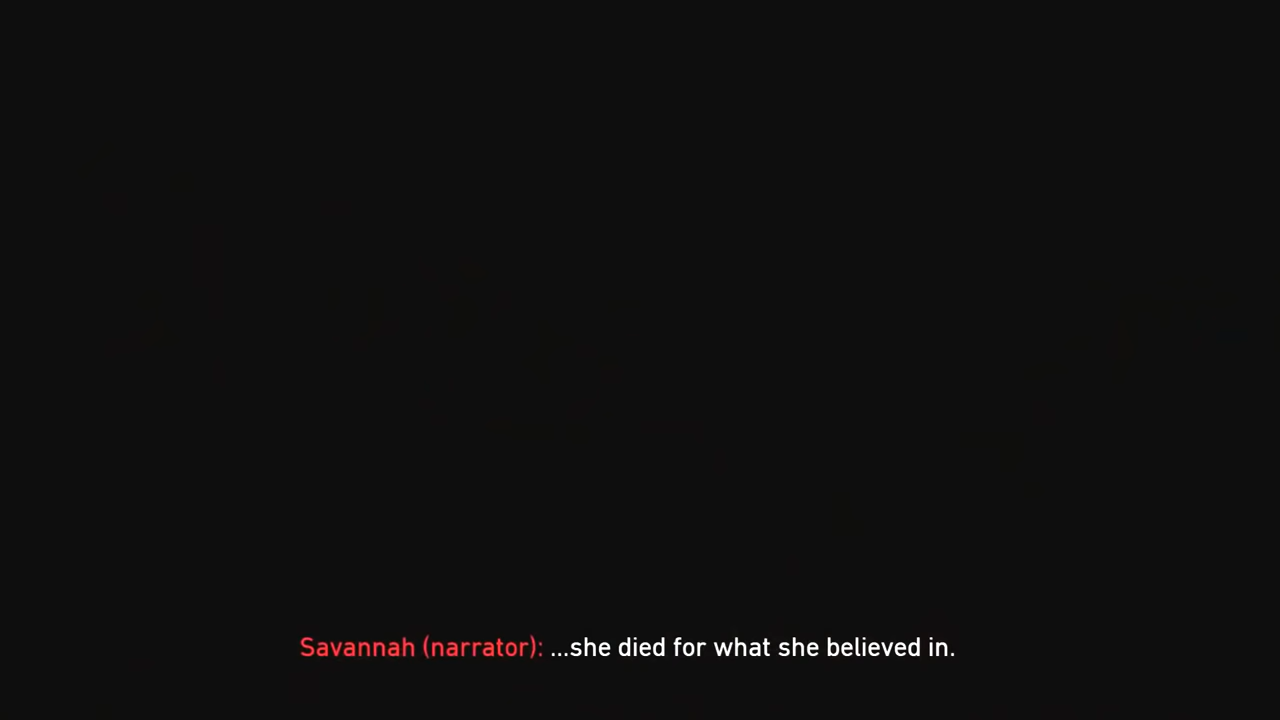 Savannah (narrator): ...she died for what she believed in.